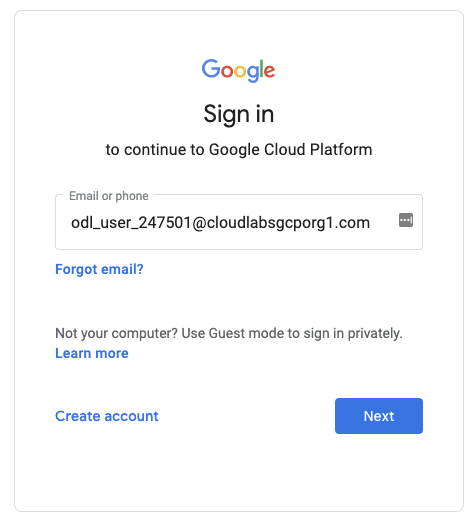 Google
Sign in
to continue to Google Cloud Platform
Email or phone
odl_user_247501@cloudlabsgcporg1.com
Forgot email?
Not your computer? Use Guest mode to sign in privately.
Learn more
Create account
Next